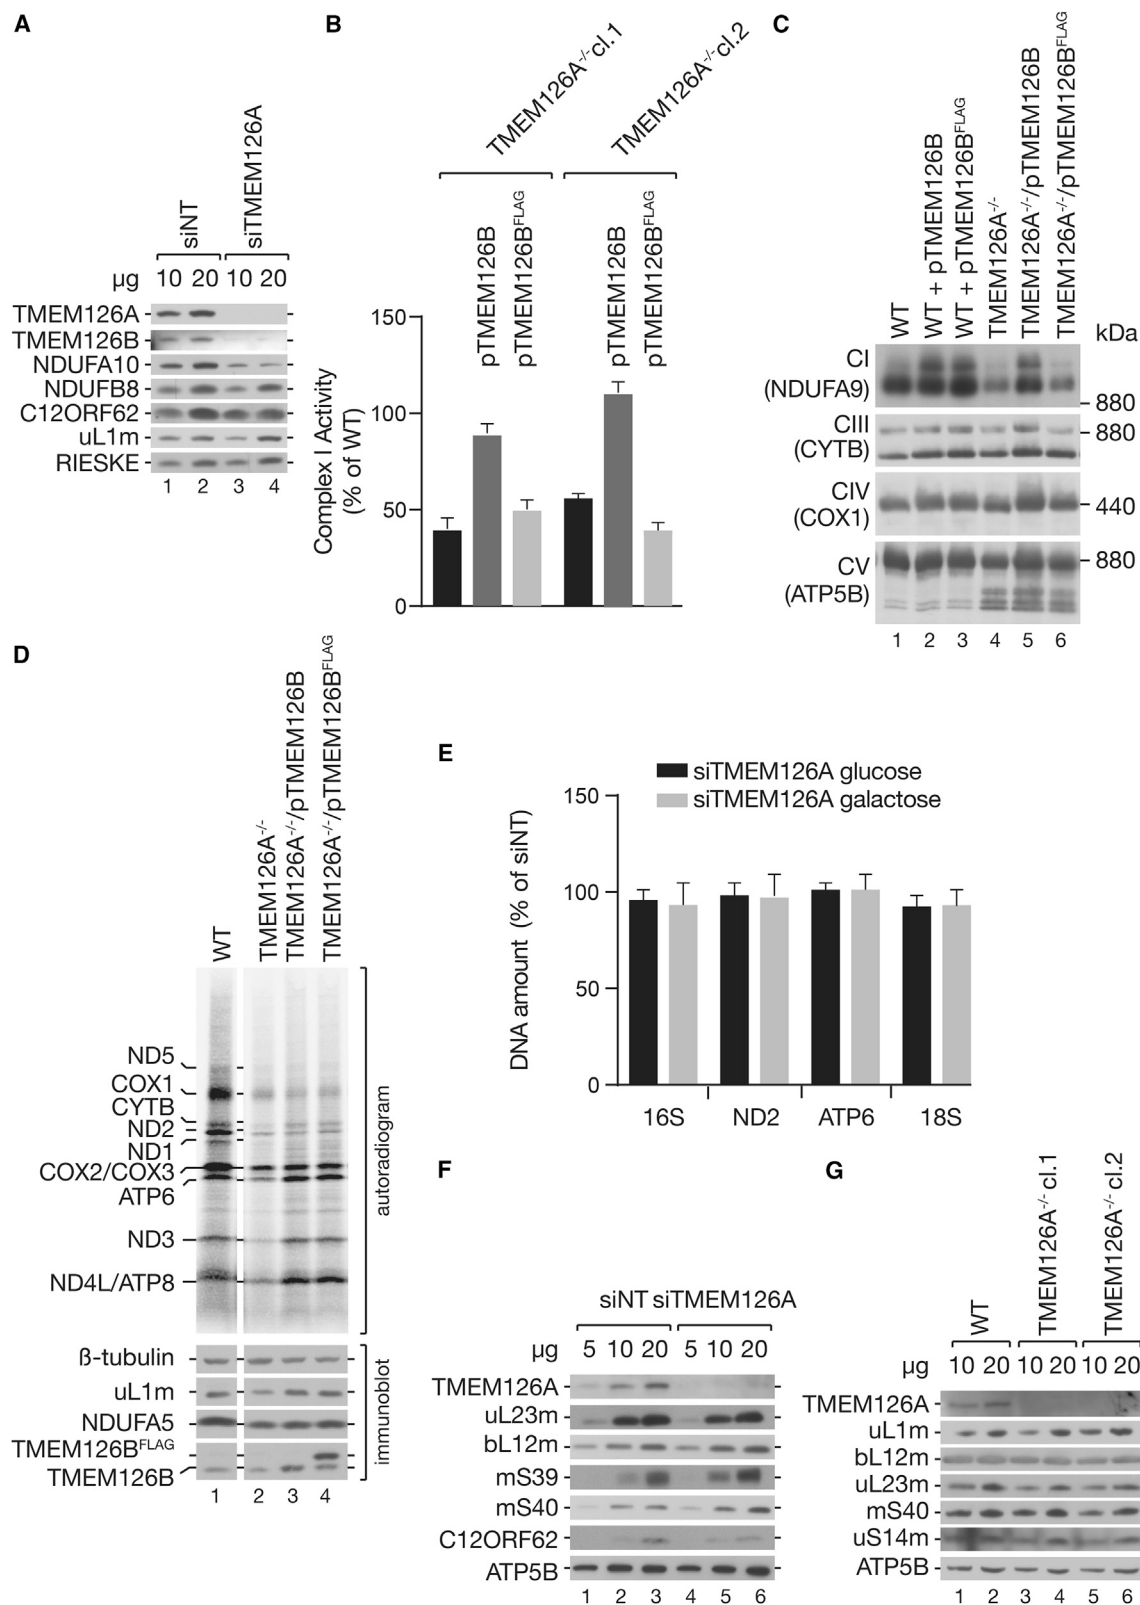 A
siNT
siTMEM126A
µg 10 20 10 20
TMEM126A
TMEM126B
NDUFA10
NDUFB8
C12ORF62
uL1m
RIESKE
1 2 3 4
B
TMEM126A-/-cl.1
TMEM126A-/-cl.2
pTMEM126B
pTMEM126BFLAG
pTMEM126B
pTMEM126BFLAG
Complex I Activity
(% of WT)
150
100
50
0
C
WT
WT + pTMEM126B
WT + pTMEM126BFLAG
TMEM126A-/-
TMEM126A-/-/pTMEM126B
TMEM126A-/-/pTMEM126BFLAG
kDa
CI
(NDUFA9)
880
CIII
(CYTB)
880
CIV
(COX1)
440
CV
(ATP5B)
880
1 2 3 4 5 6
D
WT
TMEM126A-/-
TMEM126A-/-/pTMEM126B
TMEM126A-/-/pTMEM126BFLAG
ND5
COX1
CYTB
ND2
ND1
COX2/COX3
ATP6
ND3
ND4L/ATP8
autoradiogram
ß-tubulin
uL1m
NDUFA5
TMEM126BFLAG
TMEM126B
immunoblot
1 2 3 4
E
siTMEM126A glucose
siTMEM126A galactose
DNA amount (% of siNT)
150
100
50
0
16S ND2 ATP6 18S
F
siNT siTMEM126A
µg 5 10 20 5 10 20
TMEM126A
uL23m
bL12m
mS39
mS40
C12ORF62
ATP5B
1 2 3 4 5 6
G
WT
TMEM126A-/- cl.1
TMEM126A-/- cl.2
µg 10 20 10 20 10 20
TMEM126A
uL1m
bL12m
uL23m
mS40
uS14m
ATP5B
1 2 3 4 5 6